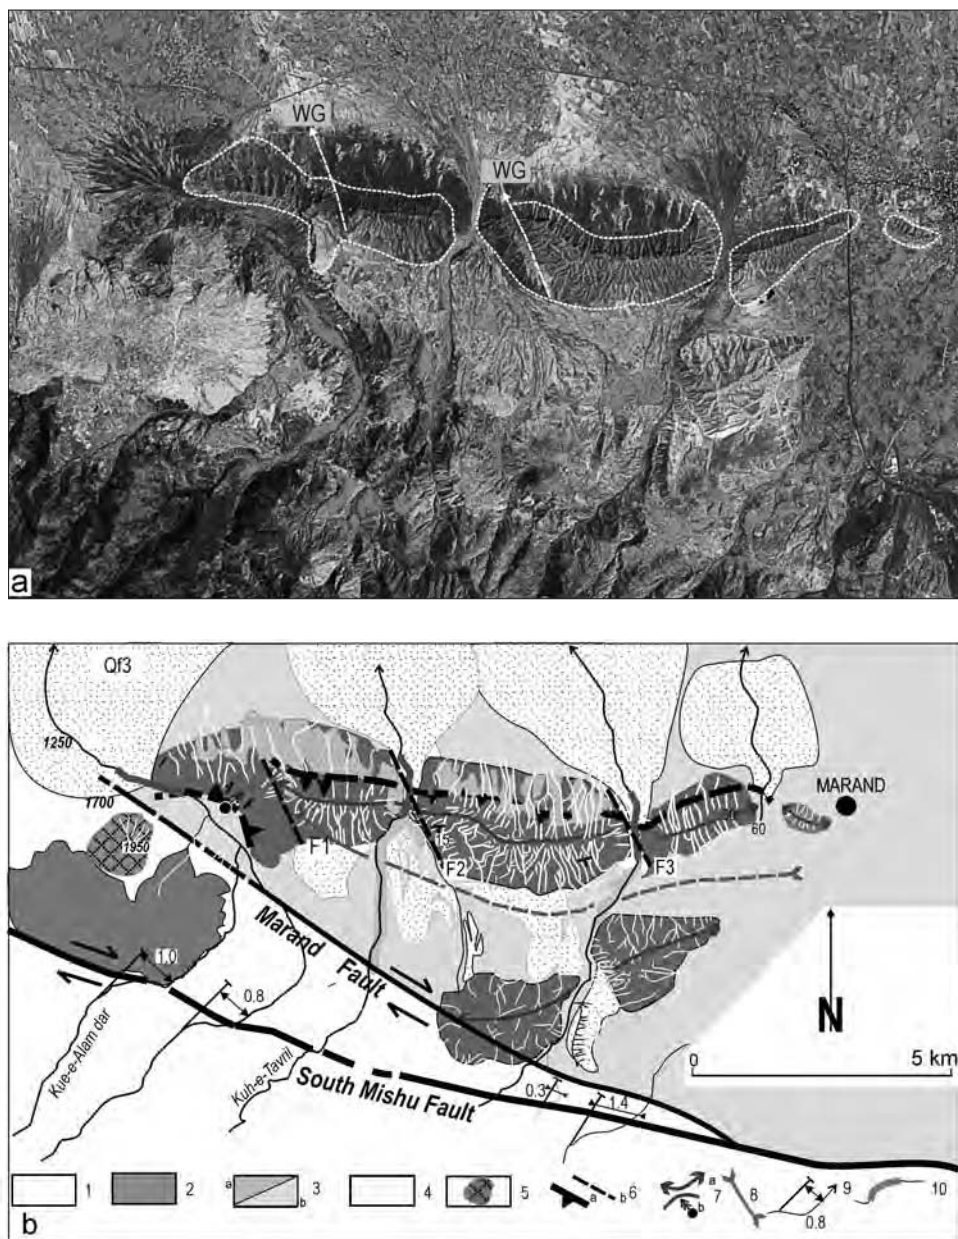 WG
WG
a
Qf3
1250
1700
1950
MARAND
60
15
F1
F2
F3
Marand Fault
N
1.0
0.8
0 5 km
Kue-e-Alam dar
Kuh-e-Tavril
South Mishu Fault
0.3
1.4
1 2 a b 3 4 5 a b 6 a b 7 8 0.8 9 10
b